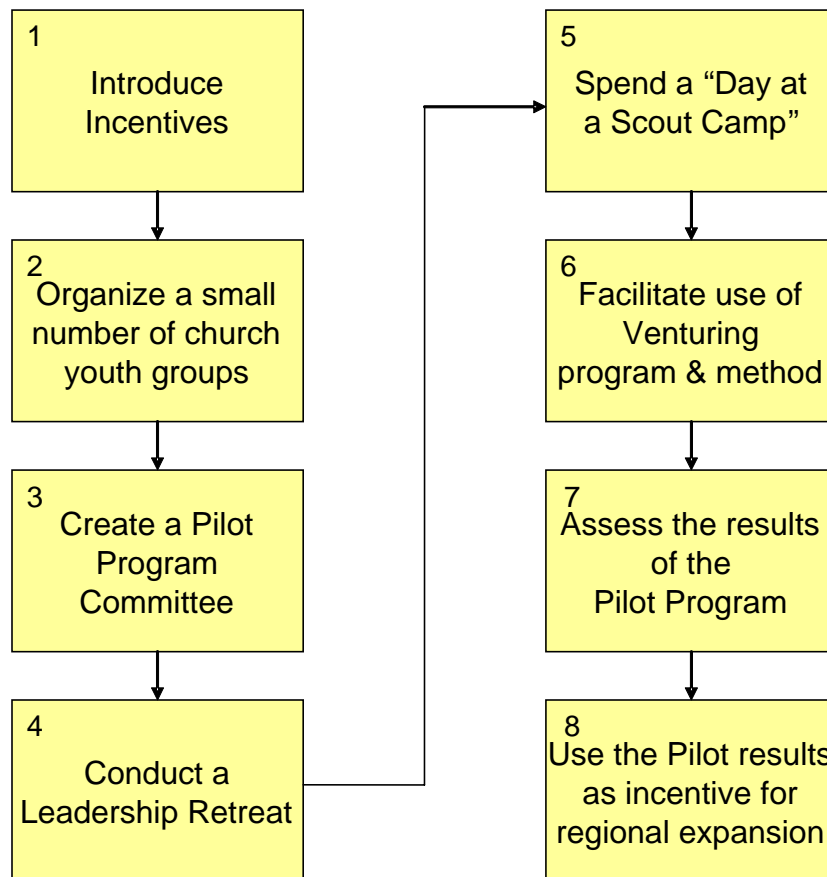 1
Introduce
Incentives
2
Organize a small
number of church
youth groups
3
Create a Pilot
Program
Committee
4
Conduct a
Leadership Retreat
5
Spend a “Day at
a Scout Camp”
6
Facilitate use of
Venturing
program & method
7
Assess the results
of the
Pilot Program
8
Use the Pilot results
as incentive for
regional expansion